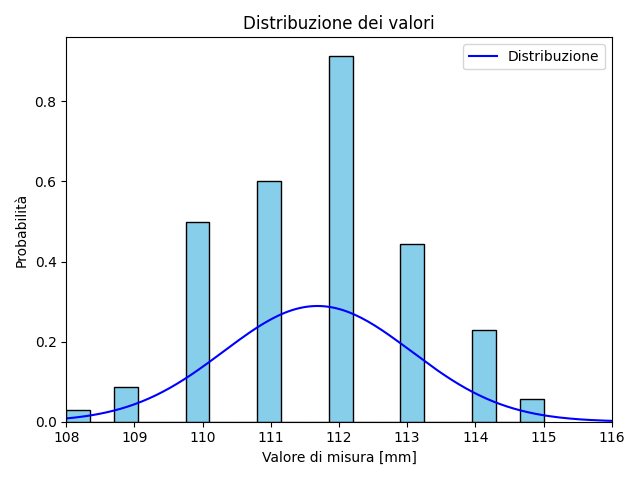 Distribuzione dei valori
Distribuzione
Probabilità
0.8
0.6
0.4
0.2
0.0
108 109 110 111 112 113 114 115 116
Valore di misura [mm]